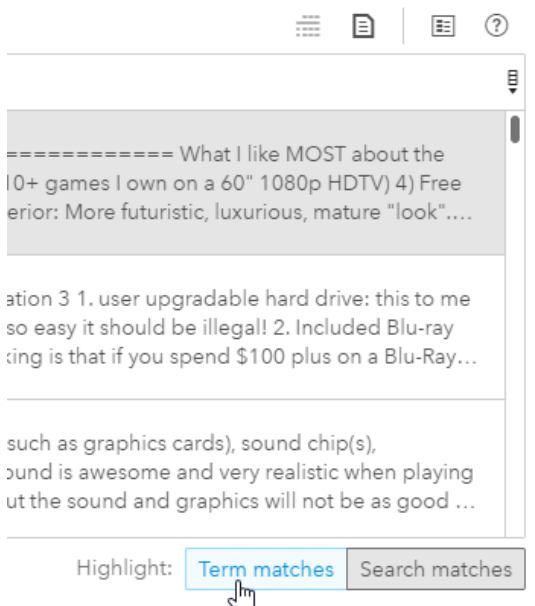 ============ What I like MOST about the
10+ games I own on a 60" 1080p HDTV) 4) Free
erior: More futuristic, luxurious, mature "look"....
ation 3 1. user upgradable hard drive: this to me
so easy it should be illegal! 2. Included Blu-ray
king is that if you spend $100 plus on a Blu-Ray...
such as graphics cards), sound chip(s),
ound is awesome and very realistic when playing
ut the sound and graphics will not be as good ...
Highlight: Term matches Search matches